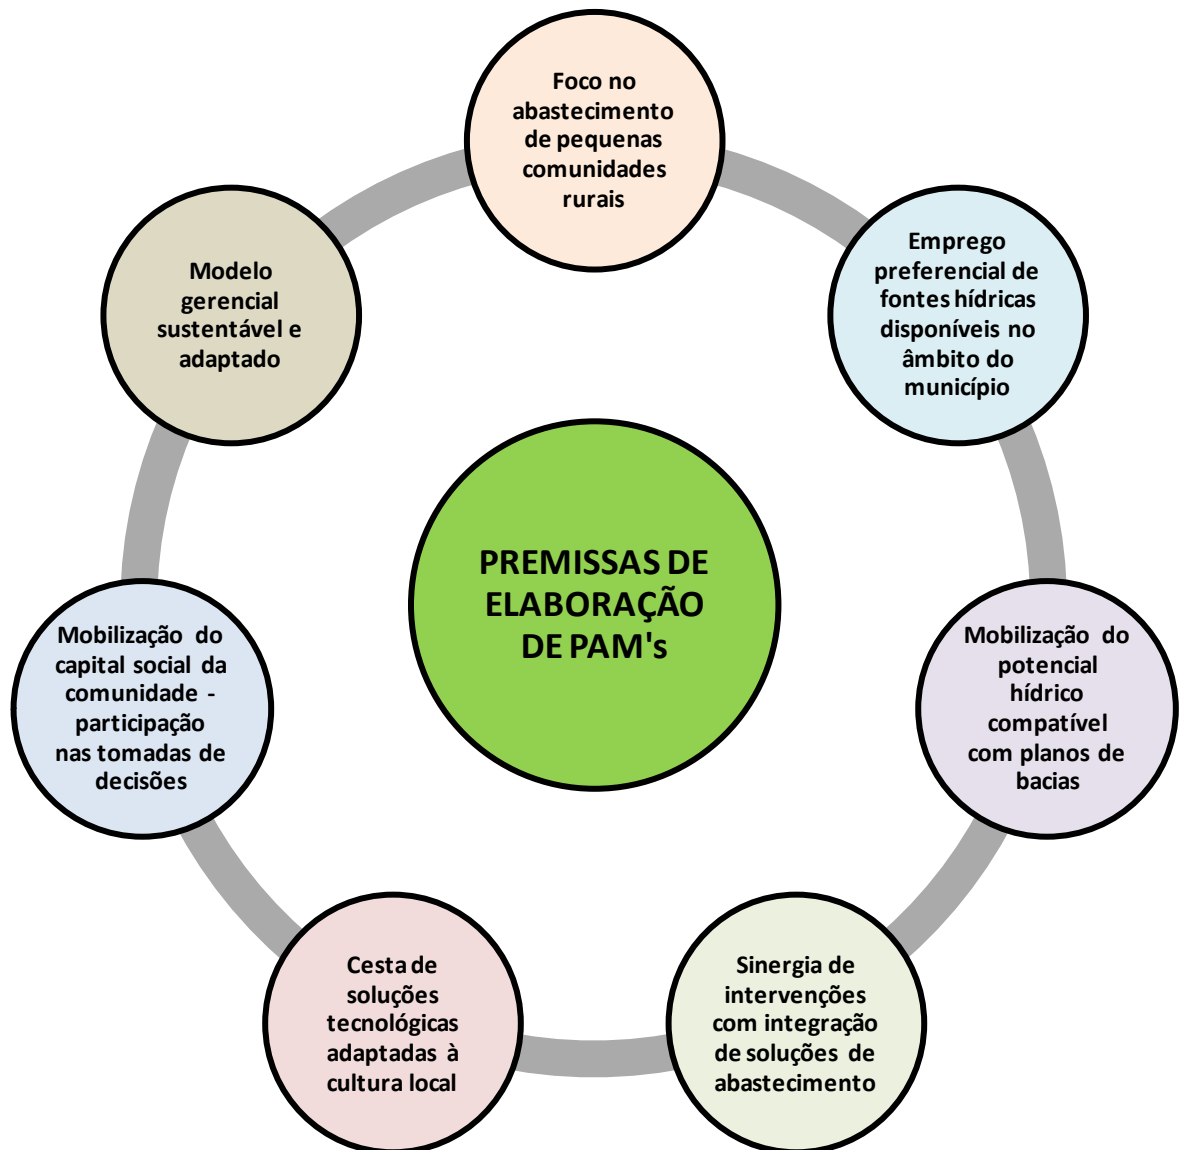 Foco no
abastecimento
de pequenas
comunidades
rurais
Emprego
preferencial de
fontes hídricas
disponíveis no
âmbito do
município
Mobilização do
potencial
hídrico
compatível
com planos de
bacias
Sinergia de
intervenções
com integração
de soluções de
abastecimento
Cesta de
soluções
tecnológicas
adaptadas à
cultura local
Mobilização do
capital social da
comunidade -
participação
nas tomadas de
decisões
Modelo
gerencial
sustentável e
adaptado
PREMISSAS DE
ELABORAÇÃO
DE PAM's